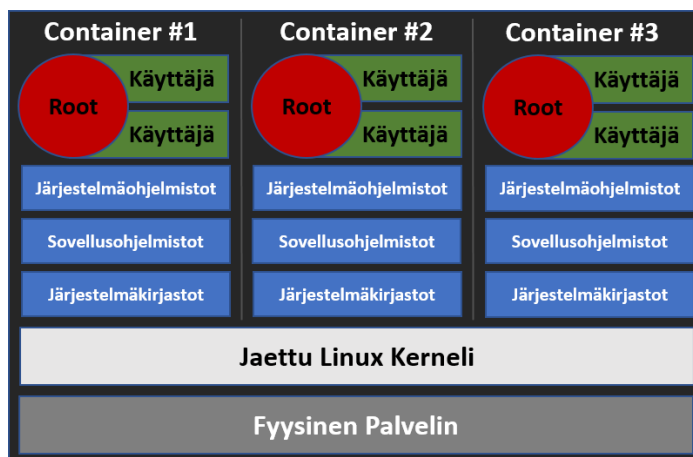 Container #1
Container #2
Container #3
Root
Käyttäjä
Käyttäjä
Root
Käyttäjä
Käyttäjä
Root
Käyttäjä
Käyttäjä
Järjestelmäohjelmistot
Järjestelmäohjelmistot
Järjestelmäohjelmistot
Sovellusohjelmistot
Sovellusohjelmistot
Sovellusohjelmistot
Järjestelmäkirjastot
Järjestelmäkirjastot
Järjestelmäkirjastot
Jaettu Linux Kerneli
Fyysinen Palvelin